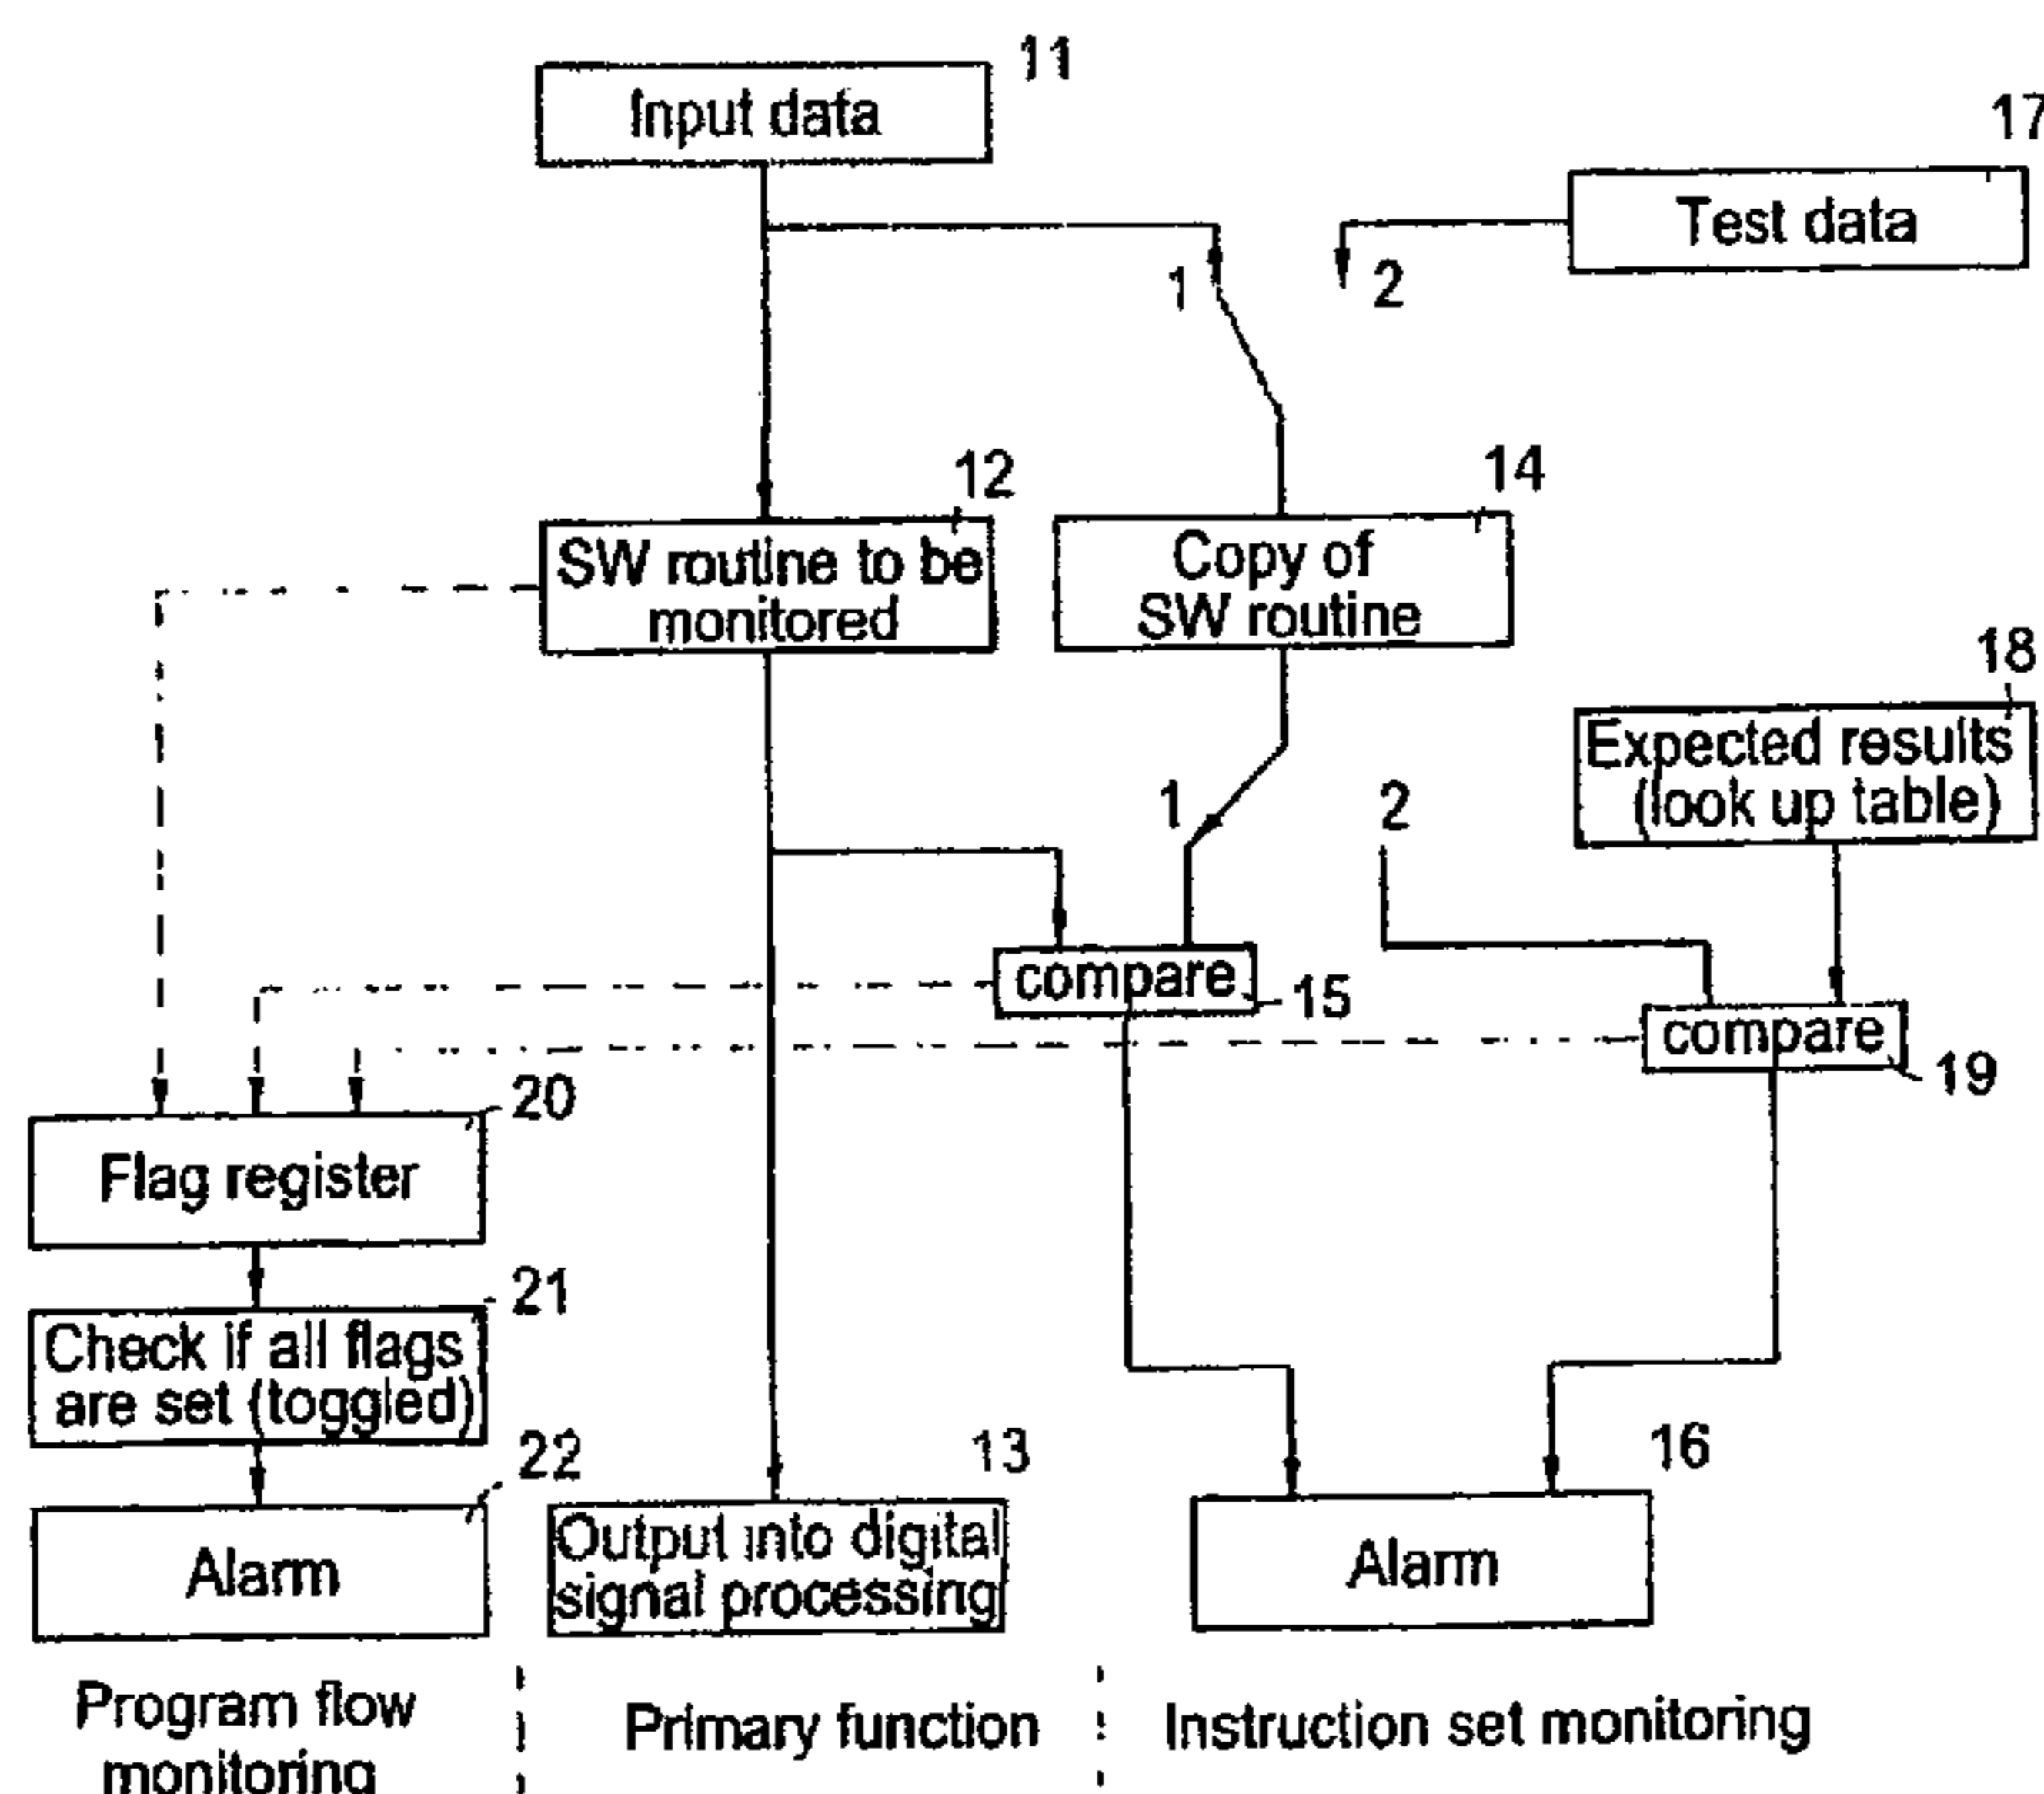 11
Input data
17
Test data
1
2
12
14
SW routine to be
monitored
Copy of
SW routine
18
Expected results
(look up table)
1
2
compare
15
compare
19
20
Flag register
21
Check if all flags
are set (toggled)
22
13
16
Alarm
Output into digital
signal processing
Alarm
Program flow
monitoring
Primary function
Instruction set monitoring